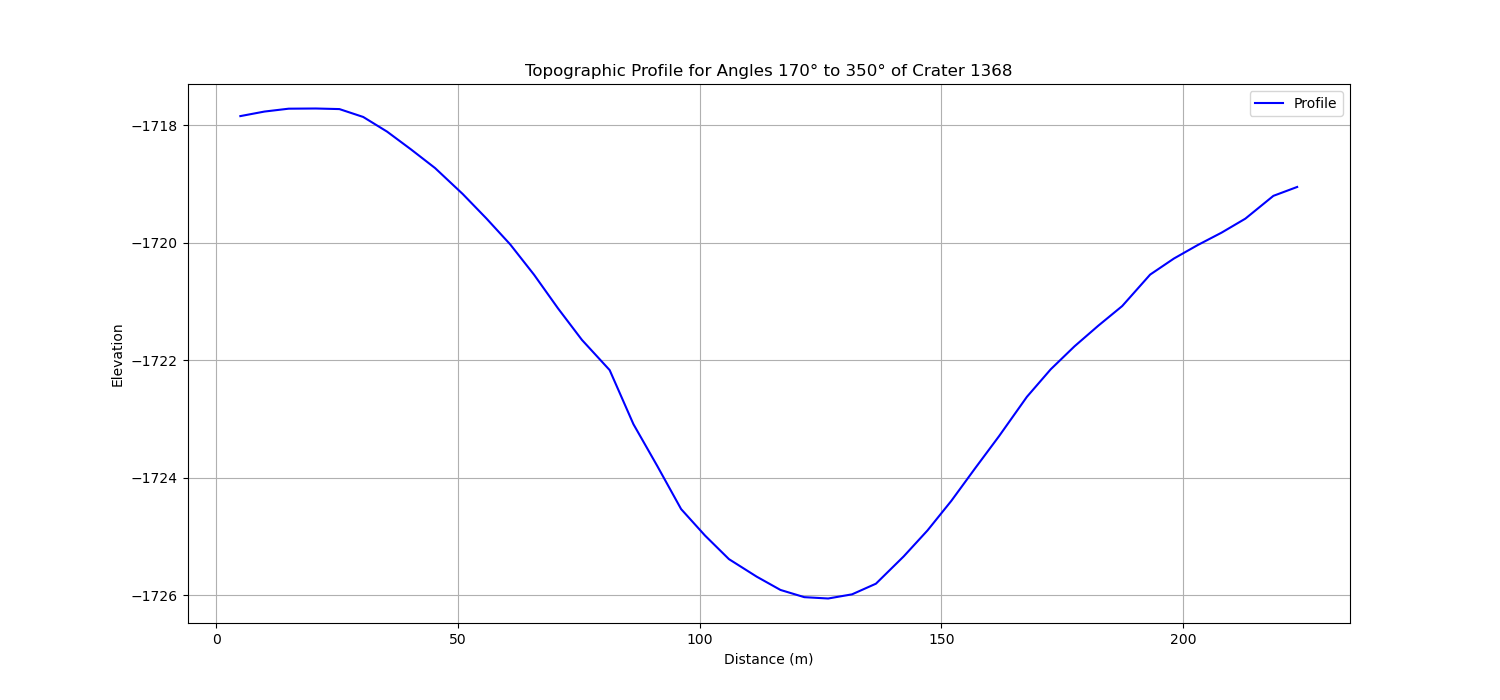 Topographic Profile for Angles 170° to 350° of Crater 1368
Profile
−1718
−1720
−1722
−1724
−1726
Elevation
0 50 100 150 200
Distance (m)